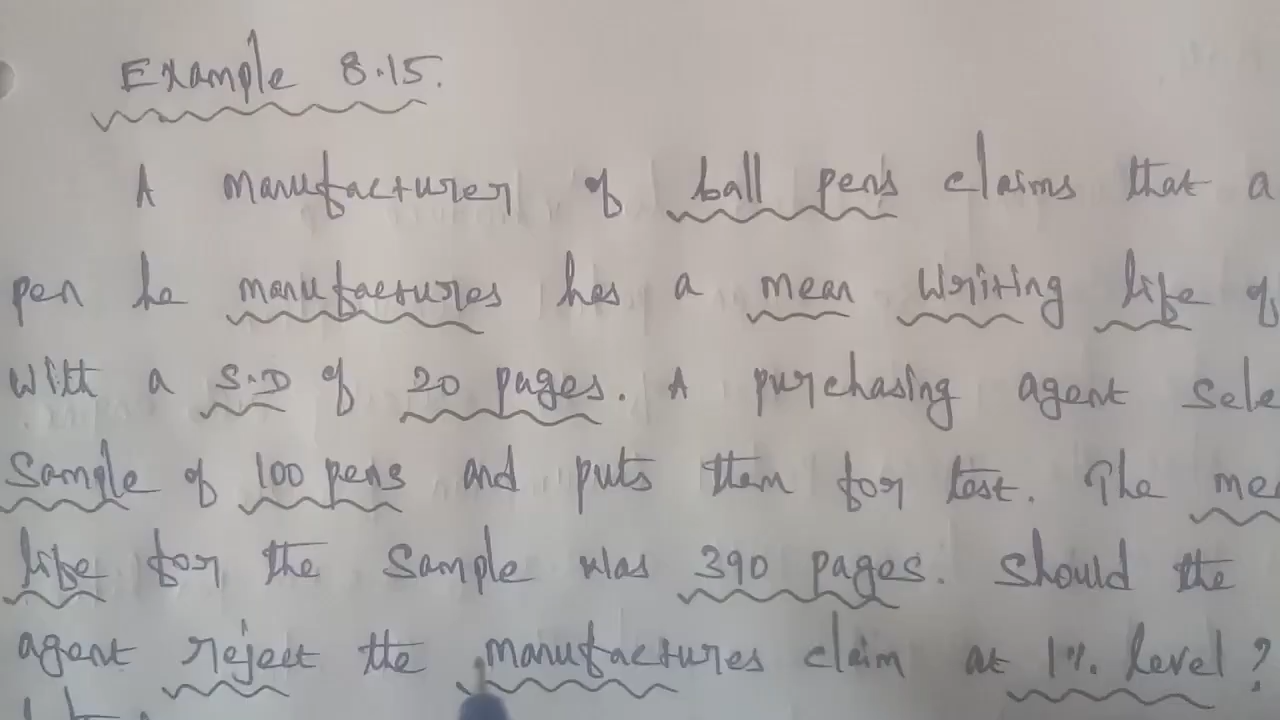 Example 8.15.
A manufacturer of ball pens claims that a
pen he manufactures has a mean writing life of
with a S.D of 20 pages. A purchasing agent sele
Sample of 100 pens and puts them for test. The me
life for the sample was 390 pages. Should the
agent reject the manufactures claim at 1% level?